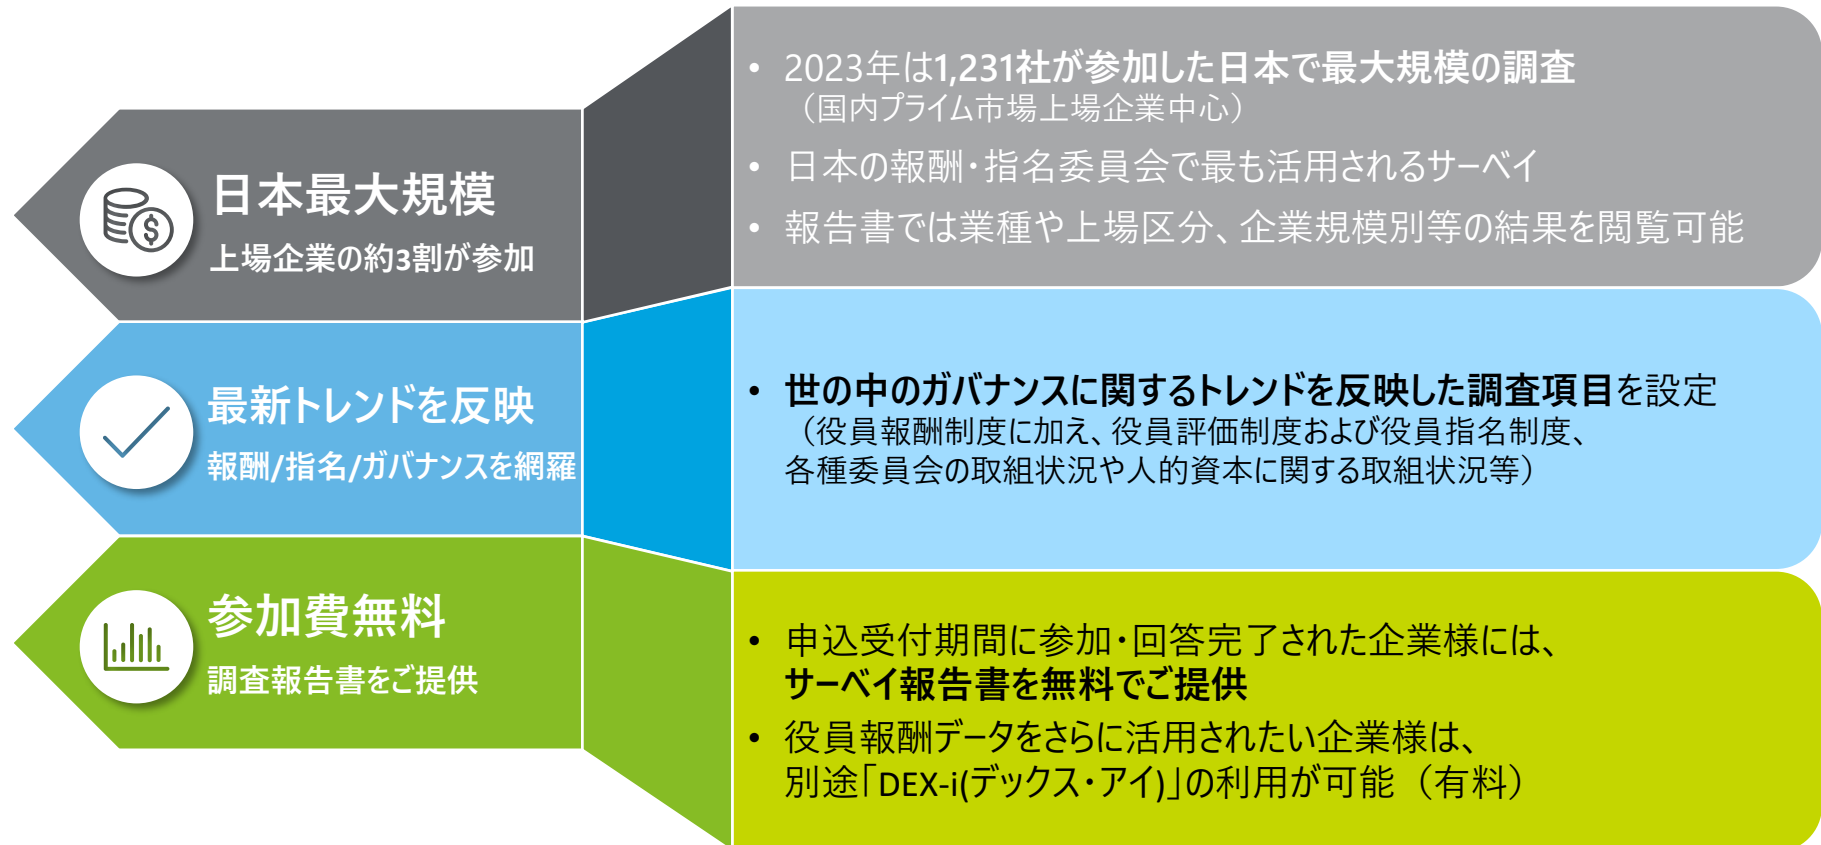 日本最大規模
上場企業の約3割が参加
• 2023年は1,231社が参加した日本で最大規模の調査
（国内プライム市場上場企業中心）
• 日本の報酬・指名委員会で最も活用されるサーベイ
• 報告書では業種や上場区分、企業規模別等の結果を閲覧可能
最新トレンドを反映
報酬/指名/ガバナンスを網羅
• 世の中のガバナンスに関するトレンドを反映した調査項目を設定
（役員報酬制度に加え、役員評価制度および役員指名制度、
各種委員会の取組状況や人的資本に関する取組状況等）
参加費無料
調査報告書をご提供
• 申込受付期間に参加・回答完了された企業様には、
サーベイ報告書を無料でご提供
• 役員報酬データをさらに活用されたい企業様は、
別途「DEX-i(デックス・アイ)」の利用が可能（有料）